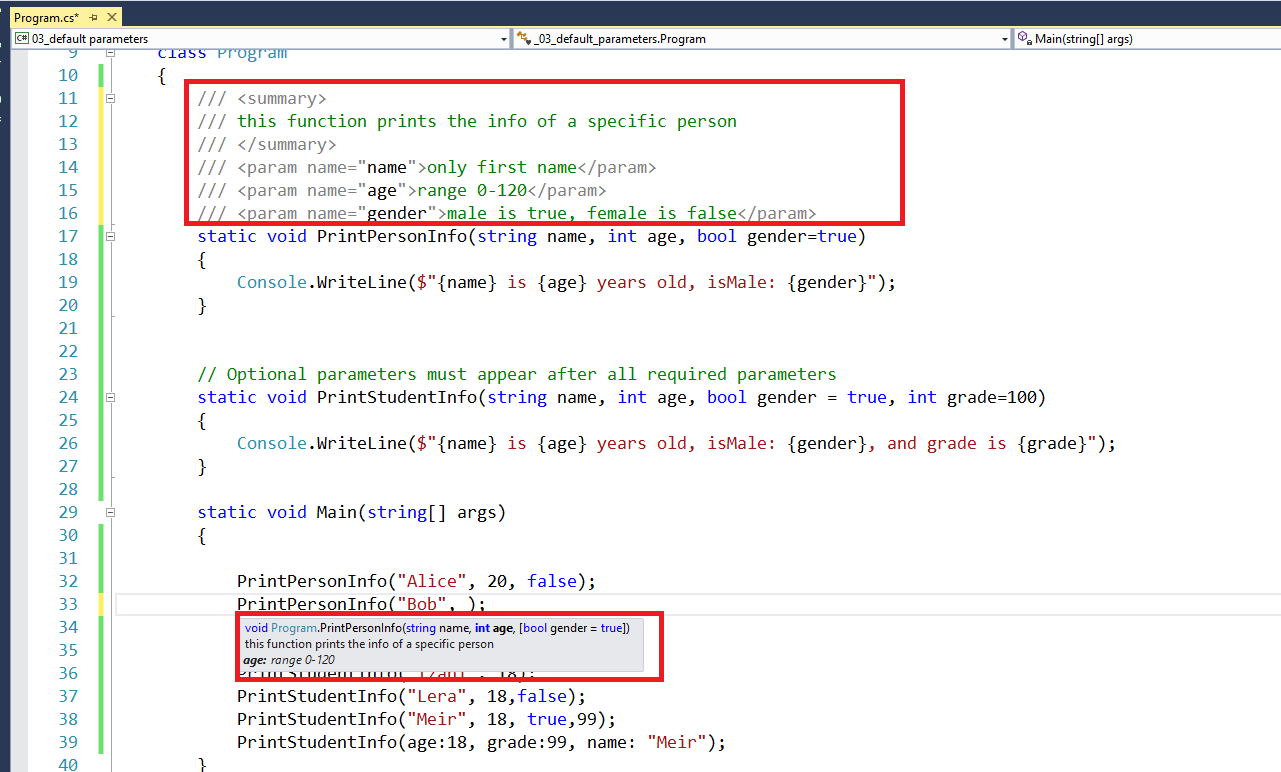 Program.cs*
C# 03_default parameters
_03_default_parameters.Program
Main(string[] args)
9 class Program
10 {
11 /// <summary>
12 /// this function prints the info of a specific person
13 /// </summary>
14 /// <param name="name">only first name</param>
15 /// <param name="age">range 0-120</param>
16 /// <param name="gender">male is true, female is false</param>
17 static void PrintPersonInfo(string name, int age, bool gender=true)
18 {
19 Console.WriteLine($"{name} is {age} years old, isMale: {gender}");
20 }
21
22
23 // Optional parameters must appear after all required parameters
24 static void PrintStudentInfo(string name, int age, bool gender = true, int grade=100)
25 {
26 Console.WriteLine($"{name} is {age} years old, isMale: {gender}, and grade is {grade}");
27 }
28
29 static void Main(string[] args)
30 {
31
32 PrintPersonInfo("Alice", 20, false);
33 PrintPersonInfo("Bob", );
34 void Program.PrintPersonInfo(string name, int age, [bool gender = true])
this function prints the info of a specific person
35
age: range 0-120
36 PrintStudentInfo( 18);
37 PrintStudentInfo("Lera", 18,false);
38 PrintStudentInfo("Meir", 18, true,99);
39 PrintStudentInfo(age:18, grade:99, name: "Meir");
40 }